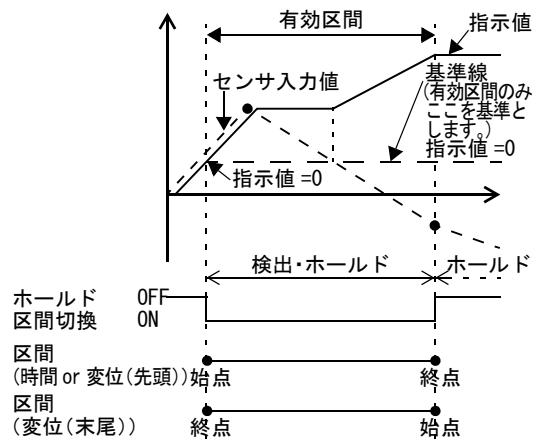 有効区間
指示値
センサ入力値
基準線
(有効区間のみ
ここを基準と
します｡)
指示値 =0
指示値 =0
検出・ホールド
ホールド
ホールド OFF
区間切換 ON
区間
(時間 or 変位(先頭))始点
終点
区間
(変位(末尾))
終点
始点